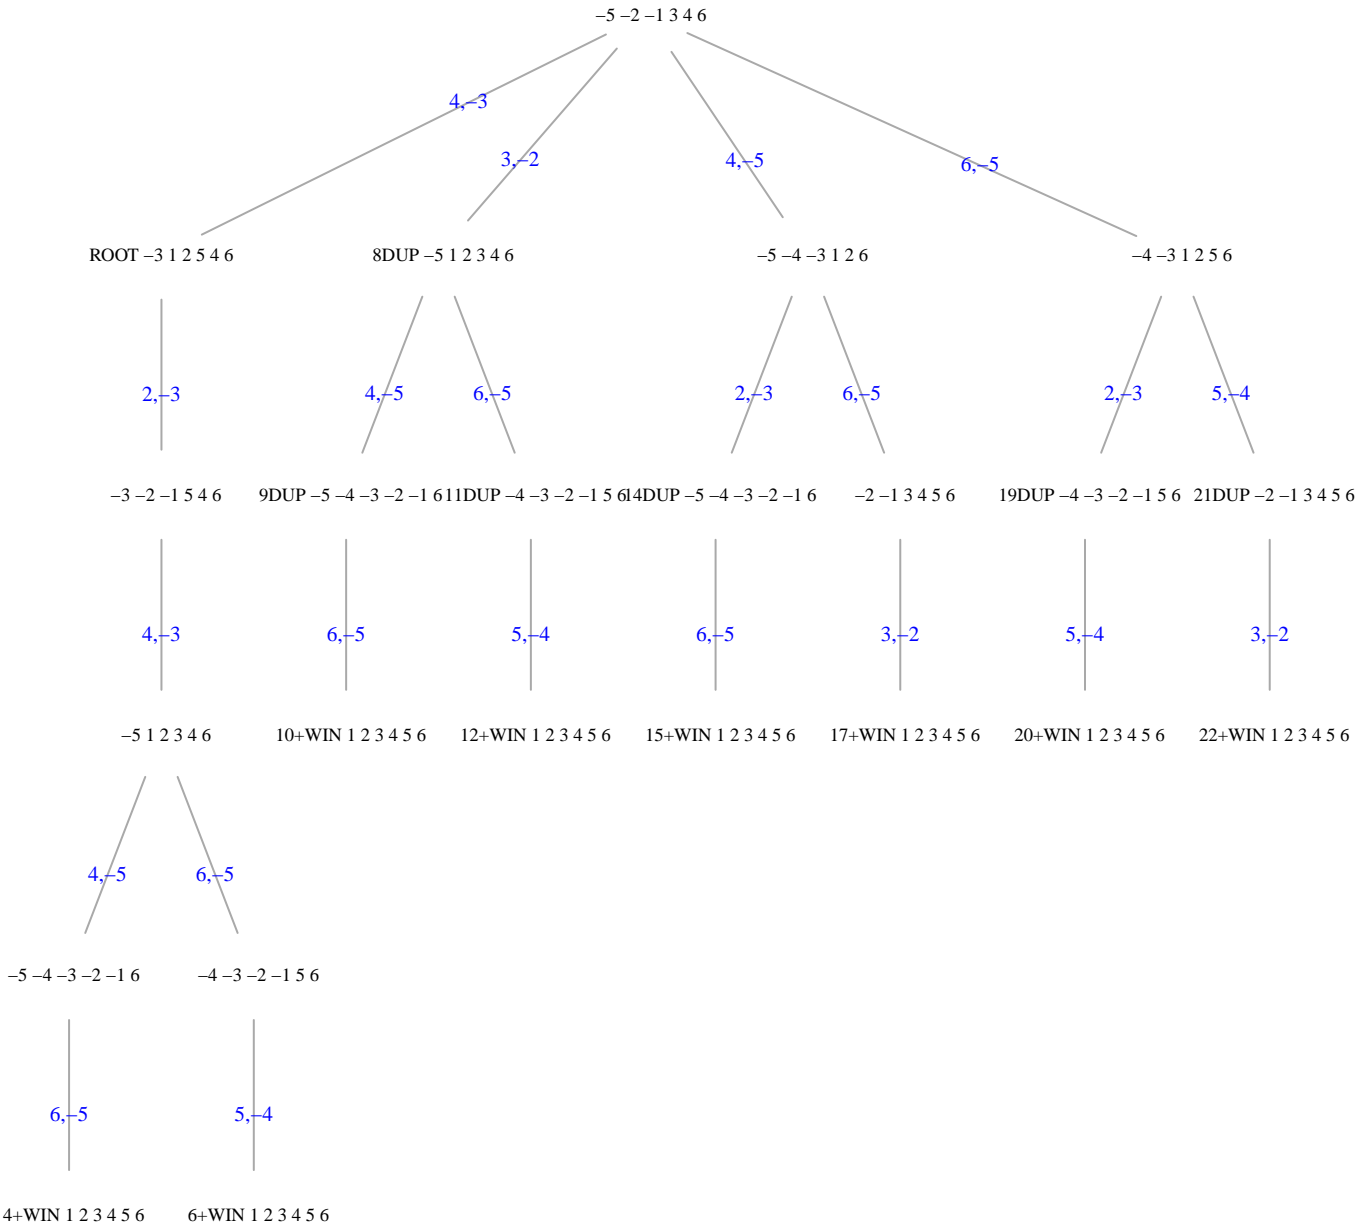 –5 –2 –1 3 4 6
4,–3
3,–2
4,–5
6,–5
ROOT –3 1 2 5 4 6
8DUP –5 1 2 3 4 6
–5 –4 –3 1 2 6
–4 –3 1 2 5 6
2,–3
4,–5
6,–5
2,–3
6,–5
2,–3
5,–4
–3 –2 –1 5 4 6
9DUP –5 –4 –3 –2 –1 6
11DUP –4 –3 –2 –1 5 6
14DUP –5 –4 –3 –2 –1 6
–2 –1 3 4 5 6
19DUP –4 –3 –2 –1 5 6
21DUP –2 –1 3 4 5 6
4,–3
6,–5
5,–4
6,–5
3,–2
5,–4
3,–2
–5 1 2 3 4 6
10+WIN 1 2 3 4 5 6
12+WIN 1 2 3 4 5 6
15+WIN 1 2 3 4 5 6
17+WIN 1 2 3 4 5 6
20+WIN 1 2 3 4 5 6
22+WIN 1 2 3 4 5 6
4,–5
6,–5
–5 –4 –3 –2 –1 6
–4 –3 –2 –1 5 6
6,–5
5,–4
4+WIN 1 2 3 4 5 6
6+WIN 1 2 3 4 5 6